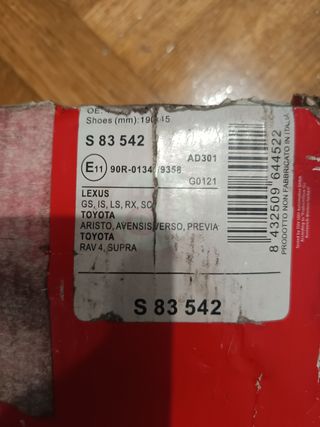 Shoes (mm):190x45
S 83 542
AD301
E11 90R-0134 /9358
G0121
LEXUS
GS, IS, LS, RX, SC
TOYOTA
ARISTO, AVENSIS VERSO, PREVIA
TOYOTA
RAV 4, SUPRA
S 83 542
8 432509 644522
PRODOTTO NON FABBRICATO IN ITALIA